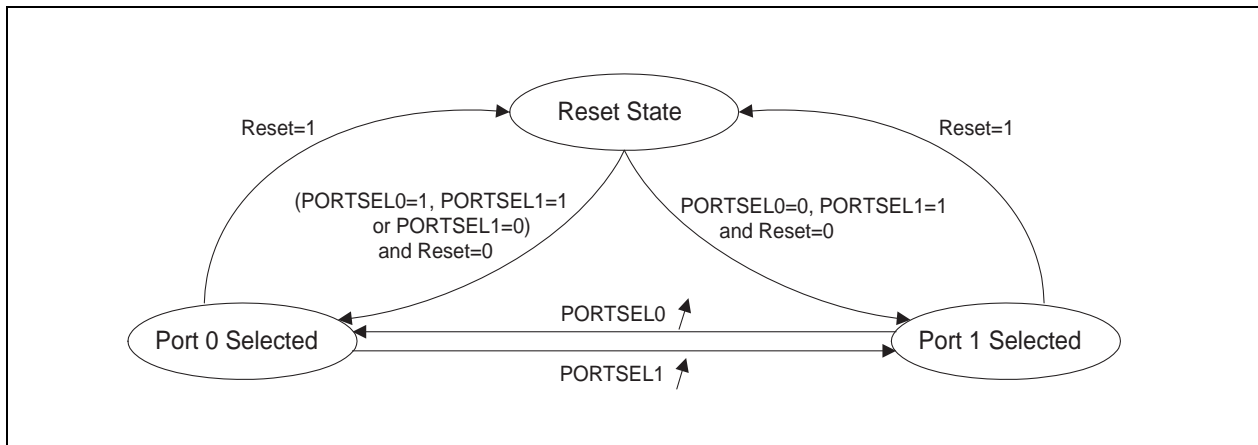 Reset State
Reset=1
Reset=1
(PORTSEL0=1, PORTSEL1=1
or PORTSEL1=0)
and Reset=0
PORTSEL0=0, PORTSEL1=1
and Reset=0
PORTSEL0
Port 0 Selected
Port 1 Selected
PORTSEL1